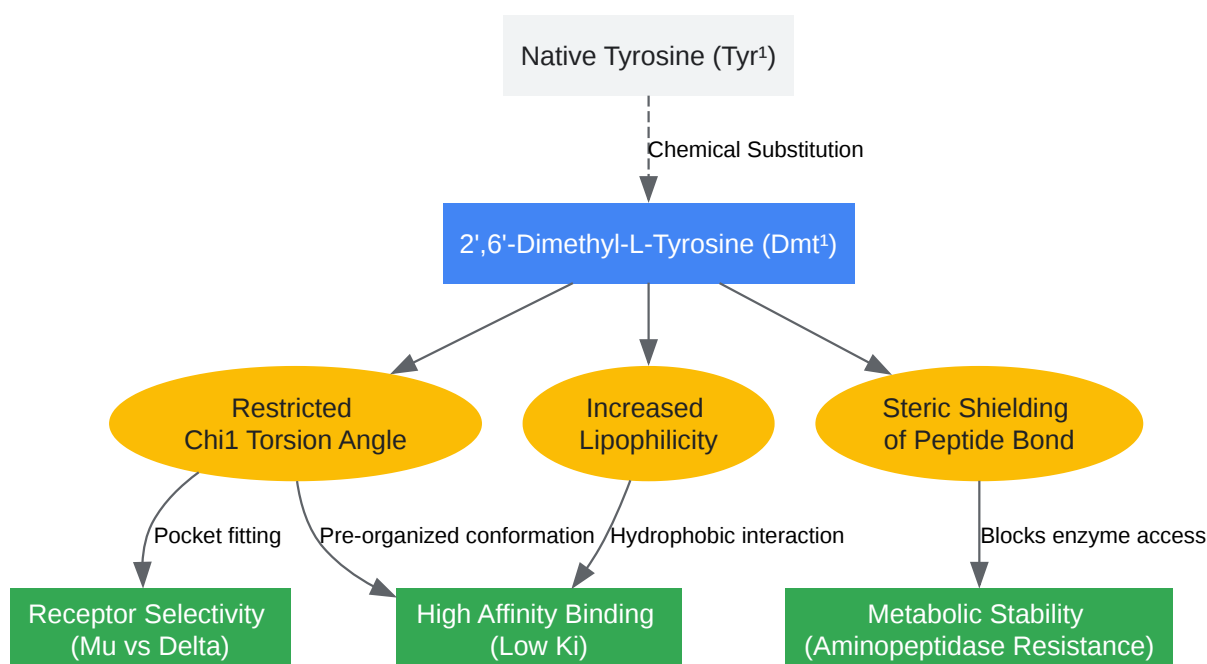 Native Tyrosine (Tyr¹)
Chemical Substitution
2',6'-Dimethyl-L-Tyrosine (Dmt¹)
Restricted
Chi1 Torsion Angle
Increased
Lipophilicity
Steric Shielding
of Peptide Bond
Pocket fitting
Pre-organized conformation
Hydrophobic interaction
Blocks enzyme access
Receptor Selectivity
(Mu vs Delta)
High Affinity Binding
(Low Ki)
Metabolic Stability
(Aminopeptidase Resistance)